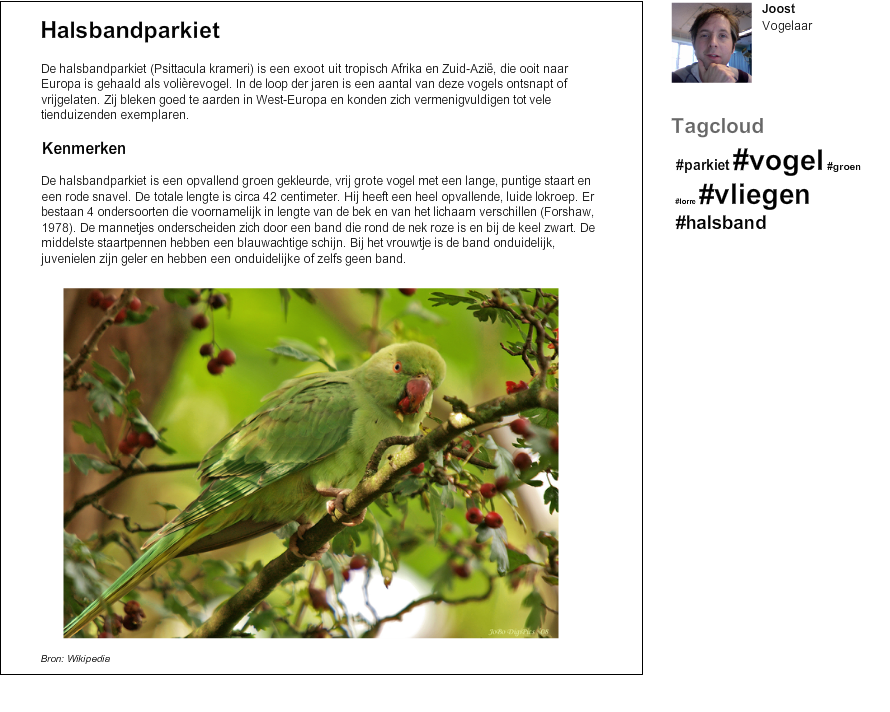 Halsbandparkiet
De halsbandparkiet (Psittacula krameri) is een exoot uit tropisch Afrika en Zuid-Azië, die ooit naar
Europa is gehaald als volièrevogel. In de loop der jaren is een aantal van deze vogels ontsnapt of
vrijgelaten. Zij bleken goed te aarden in West-Europa en konden zich vermenigvuldigen tot vele
tienduizenden exemplaren.
Kenmerken
De halsbandparkiet is een opvallend groen gekleurde, vrij grote vogel met een lange, puntige staart en
een rode snavel. De totale lengte is circa 42 centimeter. Hij heeft een heel opvallende, luide lokroep. Er
bestaan 4 ondersoorten die voornamelijk in lengte van de bek en van het lichaam verschillen (Forshaw,
1978). De mannetjes onderscheiden zich door een band die rond de nek roze is en bij de keel zwart. De
middelste staartpennen hebben een blauwachtige schijn. Bij het vrouwtje is de band onduidelijk,
juvenielen zijn geler en hebben een onduidelijke of zelfs geen band.
Bron: Wikipedia
Joost
Vogelaar
Tagcloud
#parkiet #vogel #groen
#lorre #vliegen
#halsband